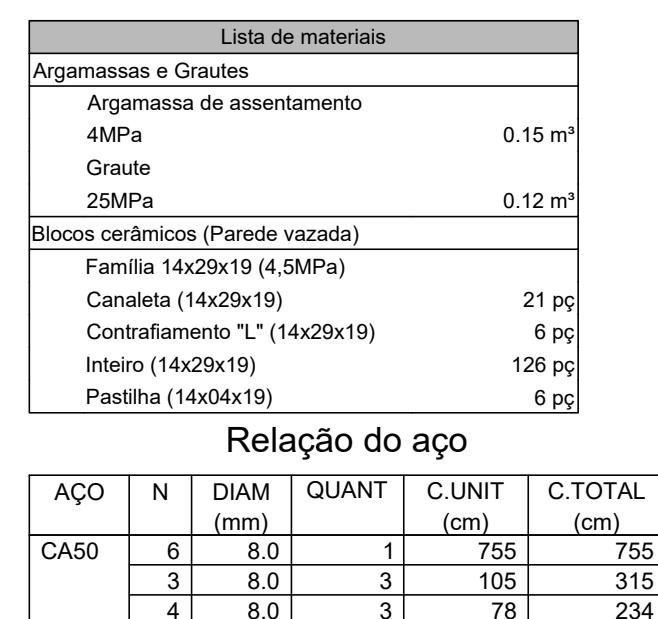 Lista de materiais
Argamassas e Grautes
Argamassa de assentamento
4MPa 0.15 m³
Graute
25MPa 0.12 m³
Blocos cerâmicos (Parede vazada)
Família 14x29x19 (4,5MPa)
Canaleta (14x29x19) 21 pç
Contrafiamento "L" (14x29x19) 6 pç
Inteiro (14x29x19) 126 pç
Pastilha (14x04x19) 6 pç
Relação do aço
AÇO N DIAM QUANT C.UNIT C.TOTAL
(mm) (cm) (cm)
CA50 6 8.0 1 755 755
3 8.0 3 105 315
4 8.0 3 78 234